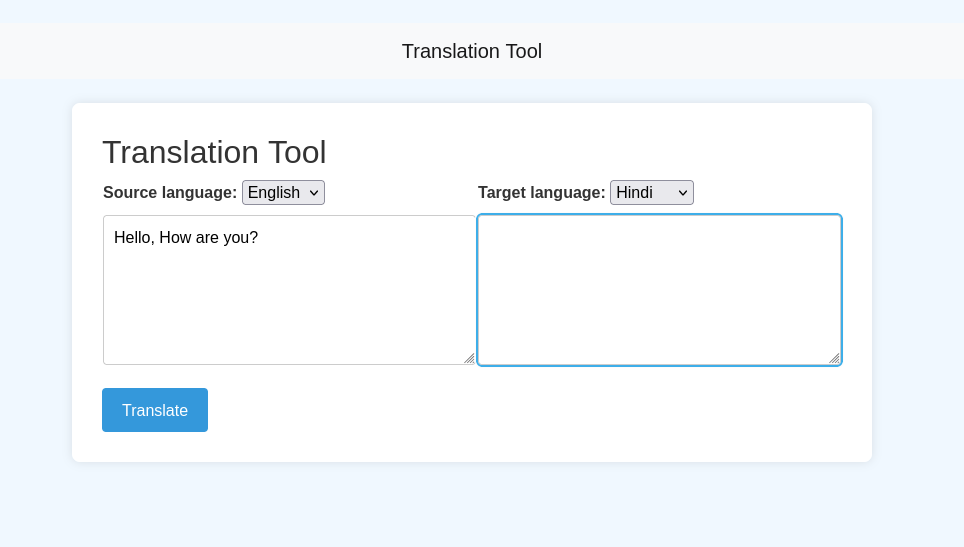 Translation Tool
Translation Tool
Source language: English
Target language: Hindi
Hello, How are you?
Translate